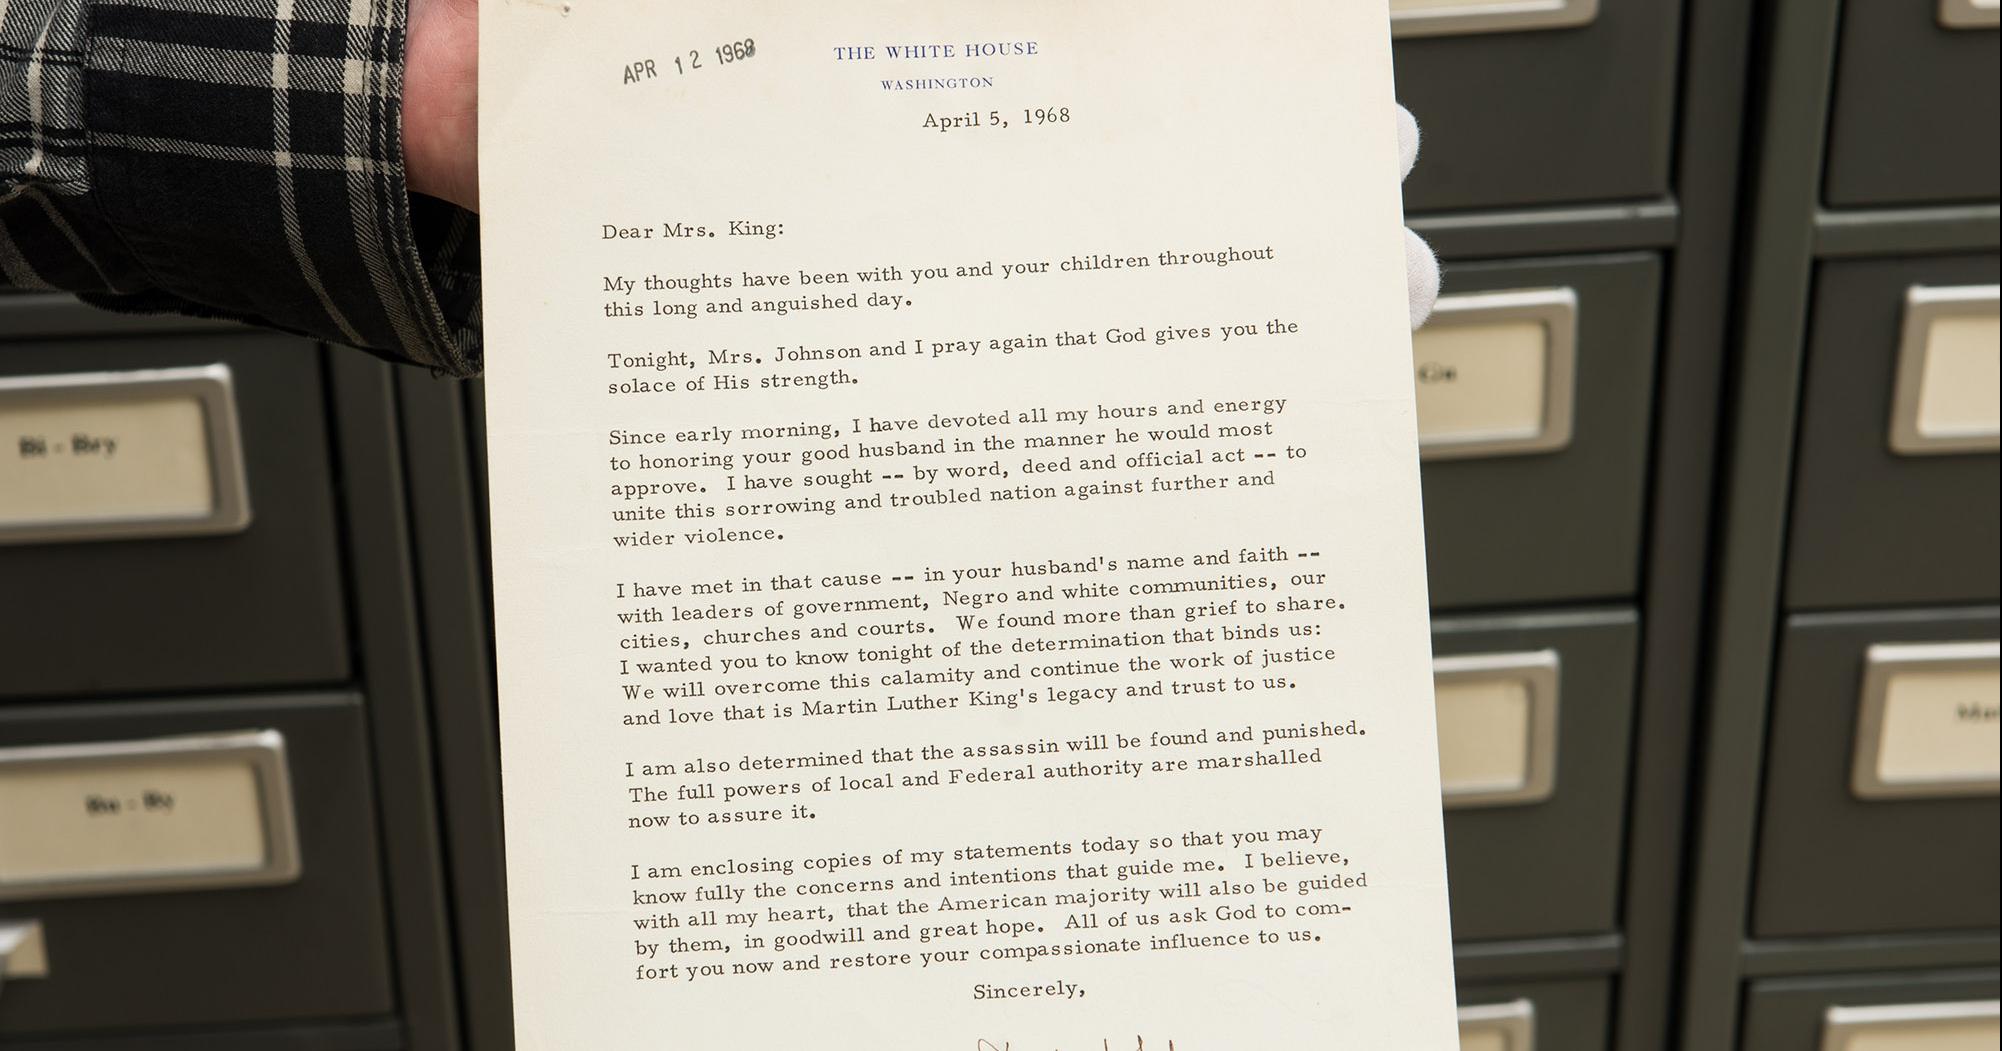 APR 12 1968
THE WHITE HOUSE
WASHINGTON
April 5, 1968
Dear Mrs. King:
My thoughts have been with you and your children throughout
this long and anguished day.
Tonight, Mrs. Johnson and I pray again that God gives you the
solace of His strength.
Since early morning, I have devoted all my hours and energy
to honoring your good husband in the manner he would most
approve. I have sought -- by word, deed and official act -- to
unite this sorrowing and troubled nation against further and
wider violence.
I have met in that cause -- in your husband's name and faith --
with leaders of government, Negro and white communities, our
cities, churches and courts. We found more than grief to share.
I wanted you to know tonight of the determination that binds us:
We will overcome this calamity and continue the work of justice
and love that is Martin Luther King's legacy and trust to us.
I am also determined that the assassin will be found and punished.
The full powers of local and Federal authority are marshalled
now to assure it.
I am enclosing copies of my statements today so that you may
know fully the concerns and intentions that guide me. I believe,
with all my heart, that the American majority will also be guided
by them, in goodwill and great hope. All of us ask God to com-
fort you now and restore your compassionate influence to us.
Sincerely,
Bi - Bry